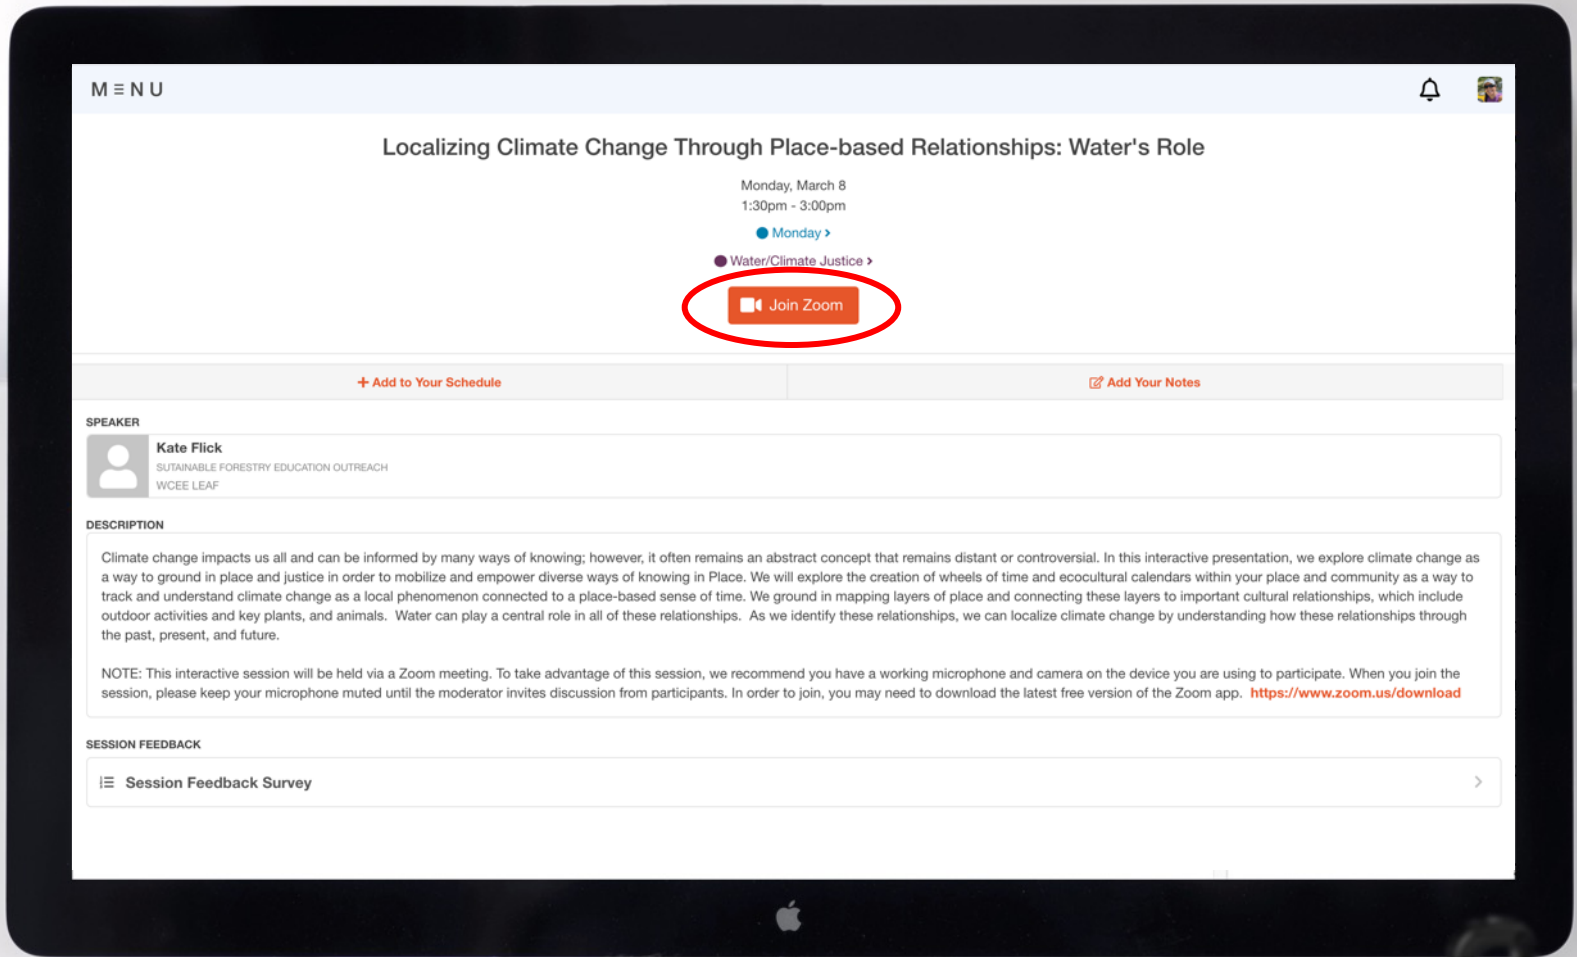 M≡NU
Localizing Climate Change Through Place-based Relationships: Water's Role
Monday, March 8
1:30pm - 3:00pm
Monday >
Water/Climate Justice >
Join Zoom
+ Add to Your Schedule
Add Your Notes
SPEAKER
Kate Flick
SUTAINABLE FORESTRY EDUCATION OUTREACH
WCEE LEAF
DESCRIPTION
Climate change impacts us all and can be informed by many ways of knowing; however, it often remains an abstract concept that remains distant or controversial. In this interactive presentation, we explore climate change as
a way to ground in place and justice in order to mobilize and empower diverse ways of knowing in Place. We will explore the creation of wheels of time and ecocultural calendars within your place and community as a way to
track and understand climate change as a local phenomenon connected to a place-based sense of time. We ground in mapping layers of place and connecting these layers to important cultural relationships, which include
outdoor activities and key plants, and animals.  Water can play a central role in all of these relationships.  As we identify these relationships, we can localize climate change by understanding how these relationships through
the past, present, and future.
NOTE: This interactive session will be held via a Zoom meeting. To take advantage of this session, we recommend you have a working microphone and camera on the device you are using to participate. When you join the
session, please keep your microphone muted until the moderator invites discussion from participants. In order to join, you may need to download the latest free version of the Zoom app.  https://www.zoom.us/download
SESSION FEEDBACK
Session Feedback Survey